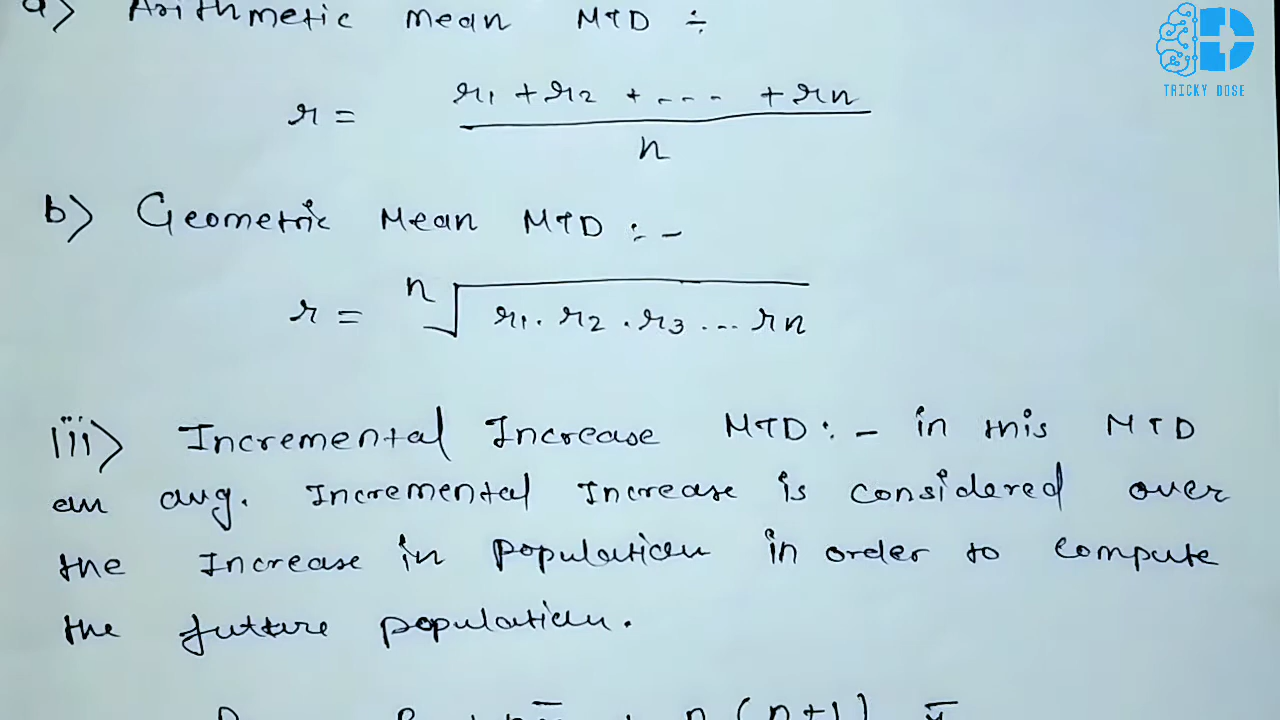 a) Arithmetic mean MTD ÷
r = (r1 + r2 + .... + rn) / n
b) Geometric Mean MTD :-
r = n√(r1 . r2 . r3 ... rn)
iii) Incremental Increase MTD :- in this MTD
an avg. Incremental Increase is considered over
the Increase in population in order to compute
the future population.
n(n+1)
TRICKY DOSE